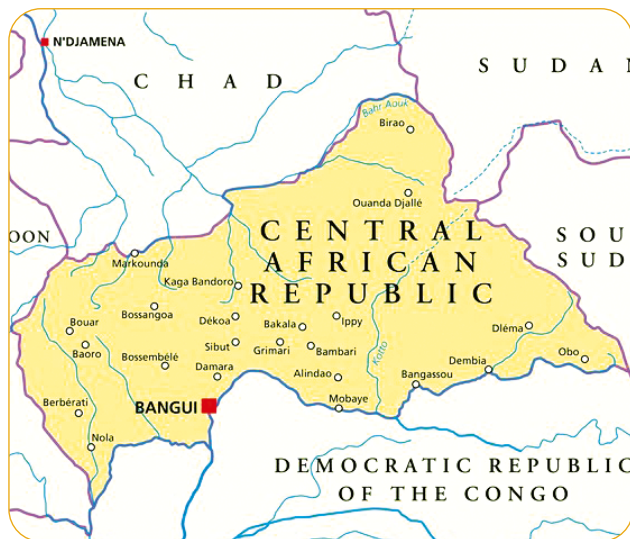 N'DJAMENA
CHAD
SUDAN
Bahr Aouk
Birao
Ouanda Djallé
OON
CENTRAL
AFRICAN
REPUBLIC
SOU
SUD
Markounda
Kaga Bandoro
Bossangoa
Dékoa
Bakala
Ippy
Bouar
Dléma
Baoro
Sibut
Grimari
Bambari
Kotto
Bossembélé
Obo
Damara
Alindao
Dembia
Bangassou
Berbérati
BANGUI
Mobaye
Nola
DEMOCRATIC REPUBLIC
OF THE CONGO